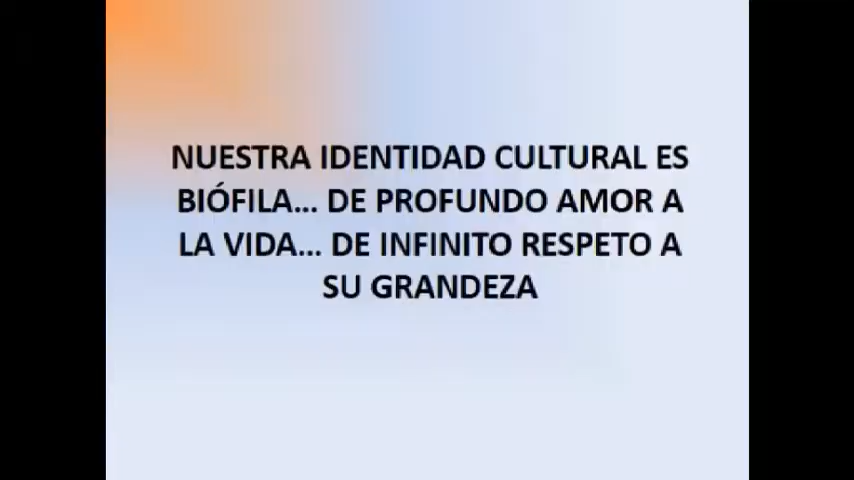 NUESTRA IDENTIDAD CULTURAL ES
BIÓFILA... DE PROFUNDO AMOR A
LA VIDA... DE INFINITO RESPETO A
SU GRANDEZA